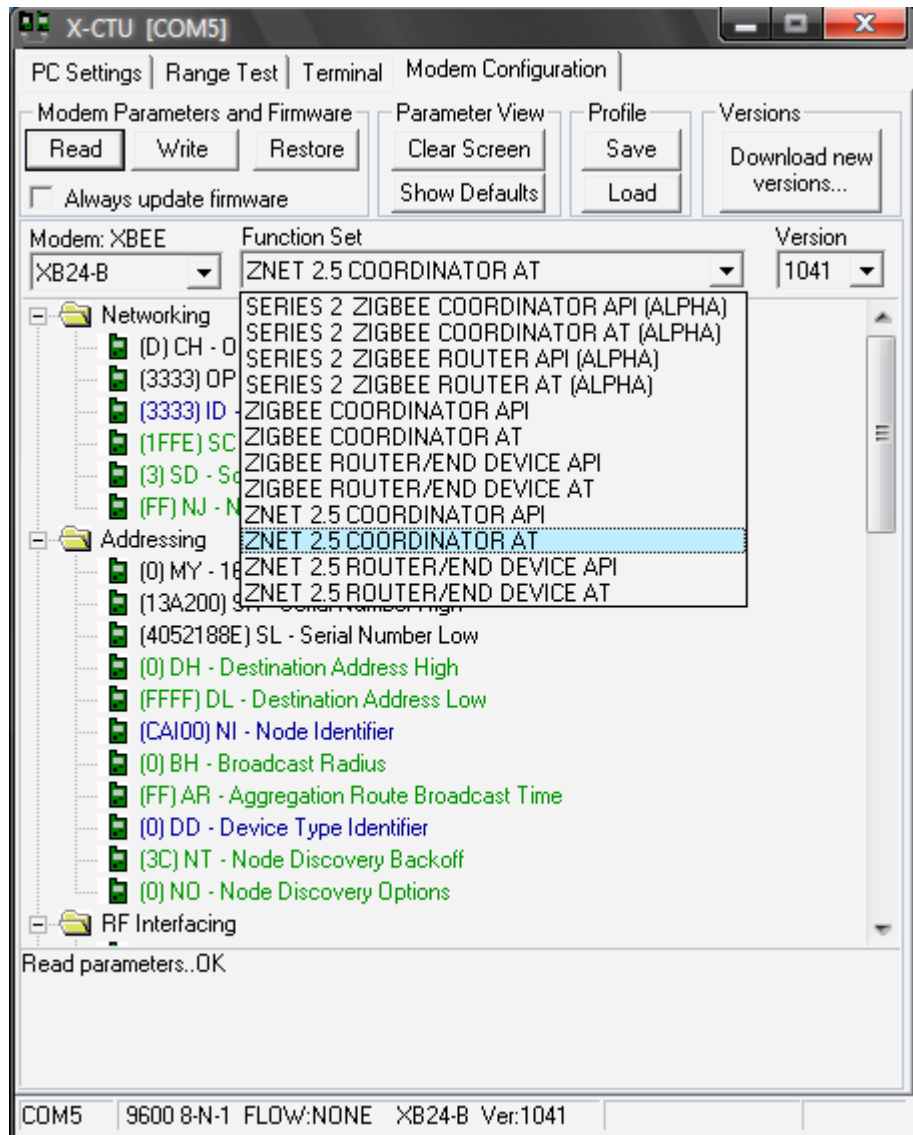 X-CTU [COM5]
PC Settings Range Test Terminal Modem Configuration
Modem Parameters and Firmware Parameter View Profile Versions
Read Write Restore Clear Screen Save Download new versions...
Always update firmware Show Defaults Load
Modem: XBEE Function Set Version
XB24-B ZNET 2.5 COORDINATOR AT 1041
SERIES 2 ZIGBEE COORDINATOR API (ALPHA)
SERIES 2 ZIGBEE COORDINATOR AT (ALPHA)
SERIES 2 ZIGBEE ROUTER API (ALPHA)
SERIES 2 ZIGBEE ROUTER AT (ALPHA)
ZIGBEE COORDINATOR API
ZIGBEE COORDINATOR AT
ZIGBEE ROUTER/END DEVICE API
ZIGBEE ROUTER/END DEVICE AT
ZNET 2.5 COORDINATOR API
ZNET 2.5 COORDINATOR AT
ZNET 2.5 ROUTER/END DEVICE API
ZNET 2.5 ROUTER/END DEVICE AT
Networking
(D) CH - O
(3333) OP
(3333) ID -
(1FFE) SC
(3) SD - Sc
(FF) NJ - N
Addressing
(0) MY - 16
(13A200) SH - Serial Number High
(4052188E) SL - Serial Number Low
(0) DH - Destination Address High
(FFFF) DL - Destination Address Low
(CAI00) NI - Node Identifier
(0) BH - Broadcast Radius
(FF) AR - Aggregation Route Broadcast Time
(0) DD - Device Type Identifier
(3C) NT - Node Discovery Backoff
(0) NO - Node Discovery Options
RF Interfacing
Read parameters..OK
COM5 9600 8-N-1 FLOW:NONE XB24-B Ver:1041